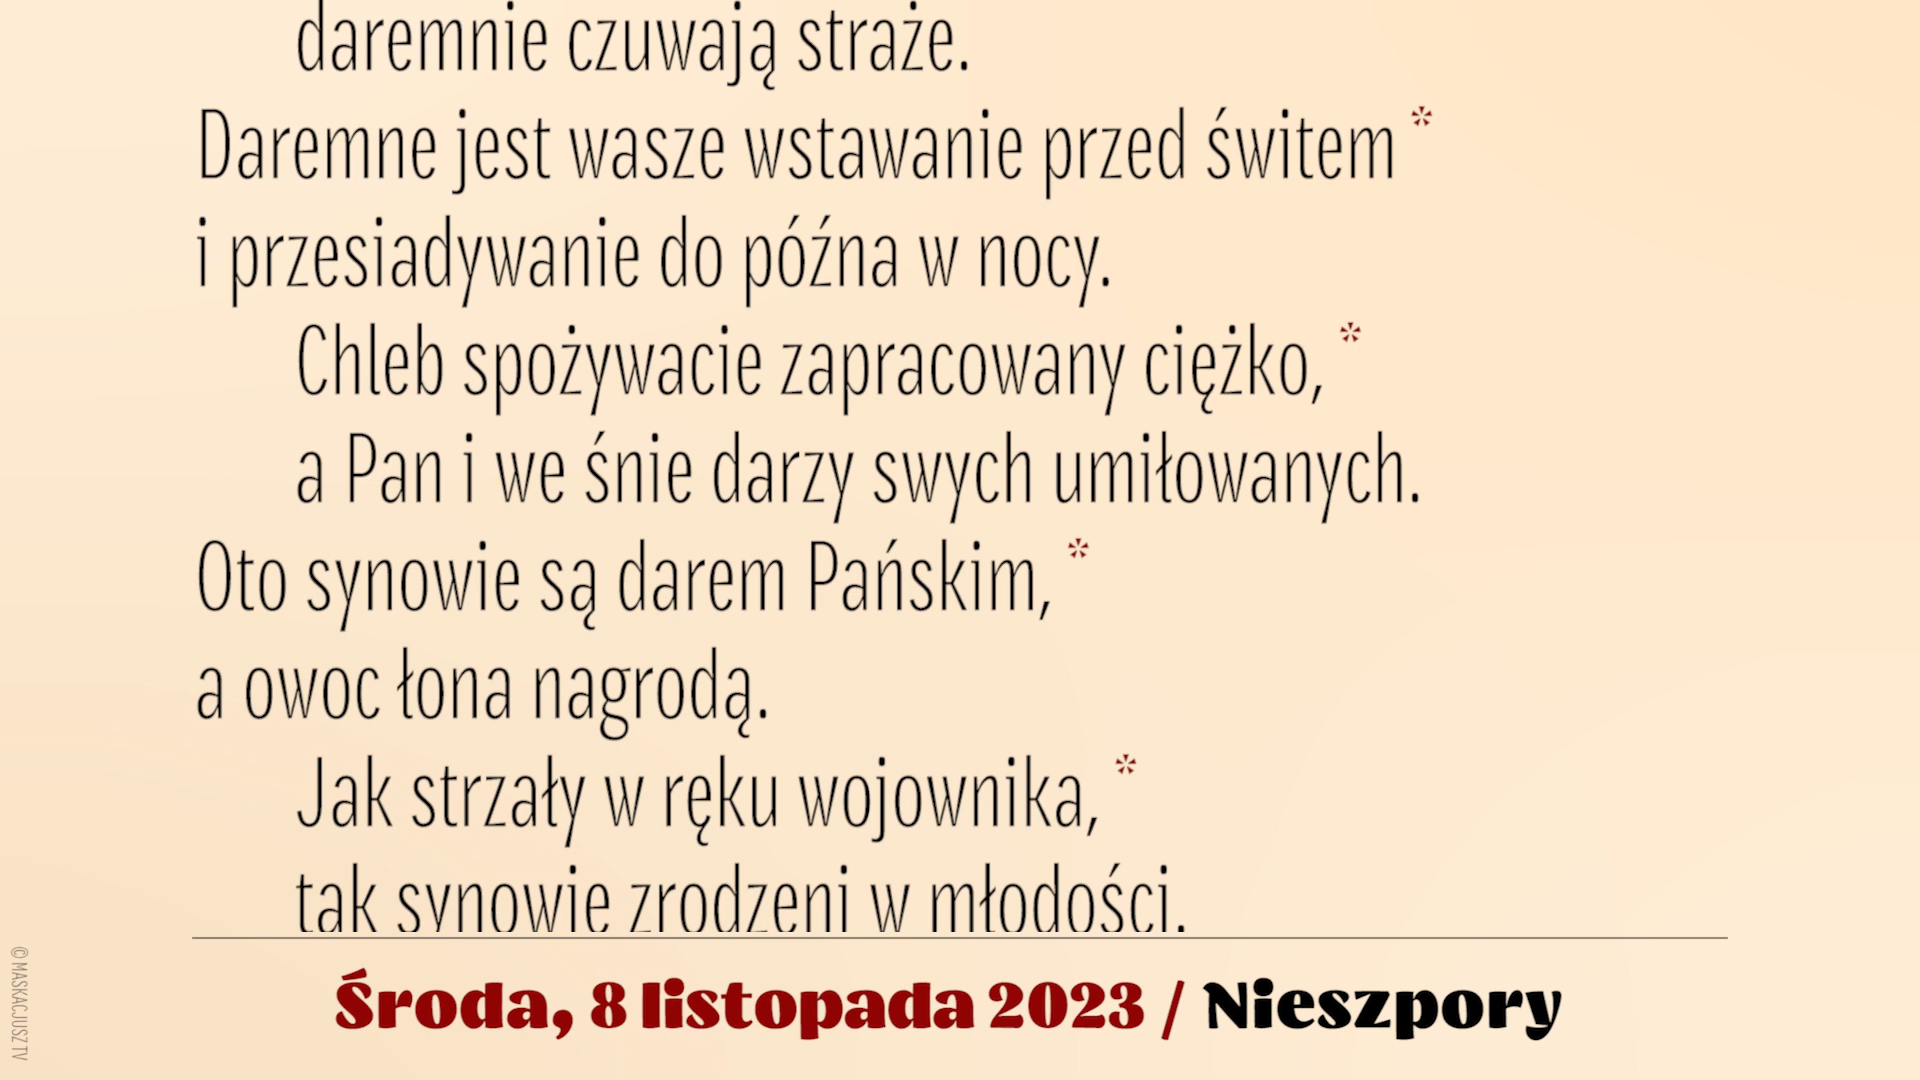 daremnie czuwają straże.
Daremne jest wasze wstawanie przed świtem *
i przesiadywanie do późna w nocy.
Chleb spożywacie zapracowany ciężko, *
a Pan i we śnie darzy swych umiłowanych.
Oto synowie są darem Pańskim, *
a owoc łona nagrodą.
Jak strzały w ręku wojownika, *
tak synowie zrodzeni w młodości.
Środa, 8 listopada 2023 / Nieszpory
© MASKACJUSZ TV